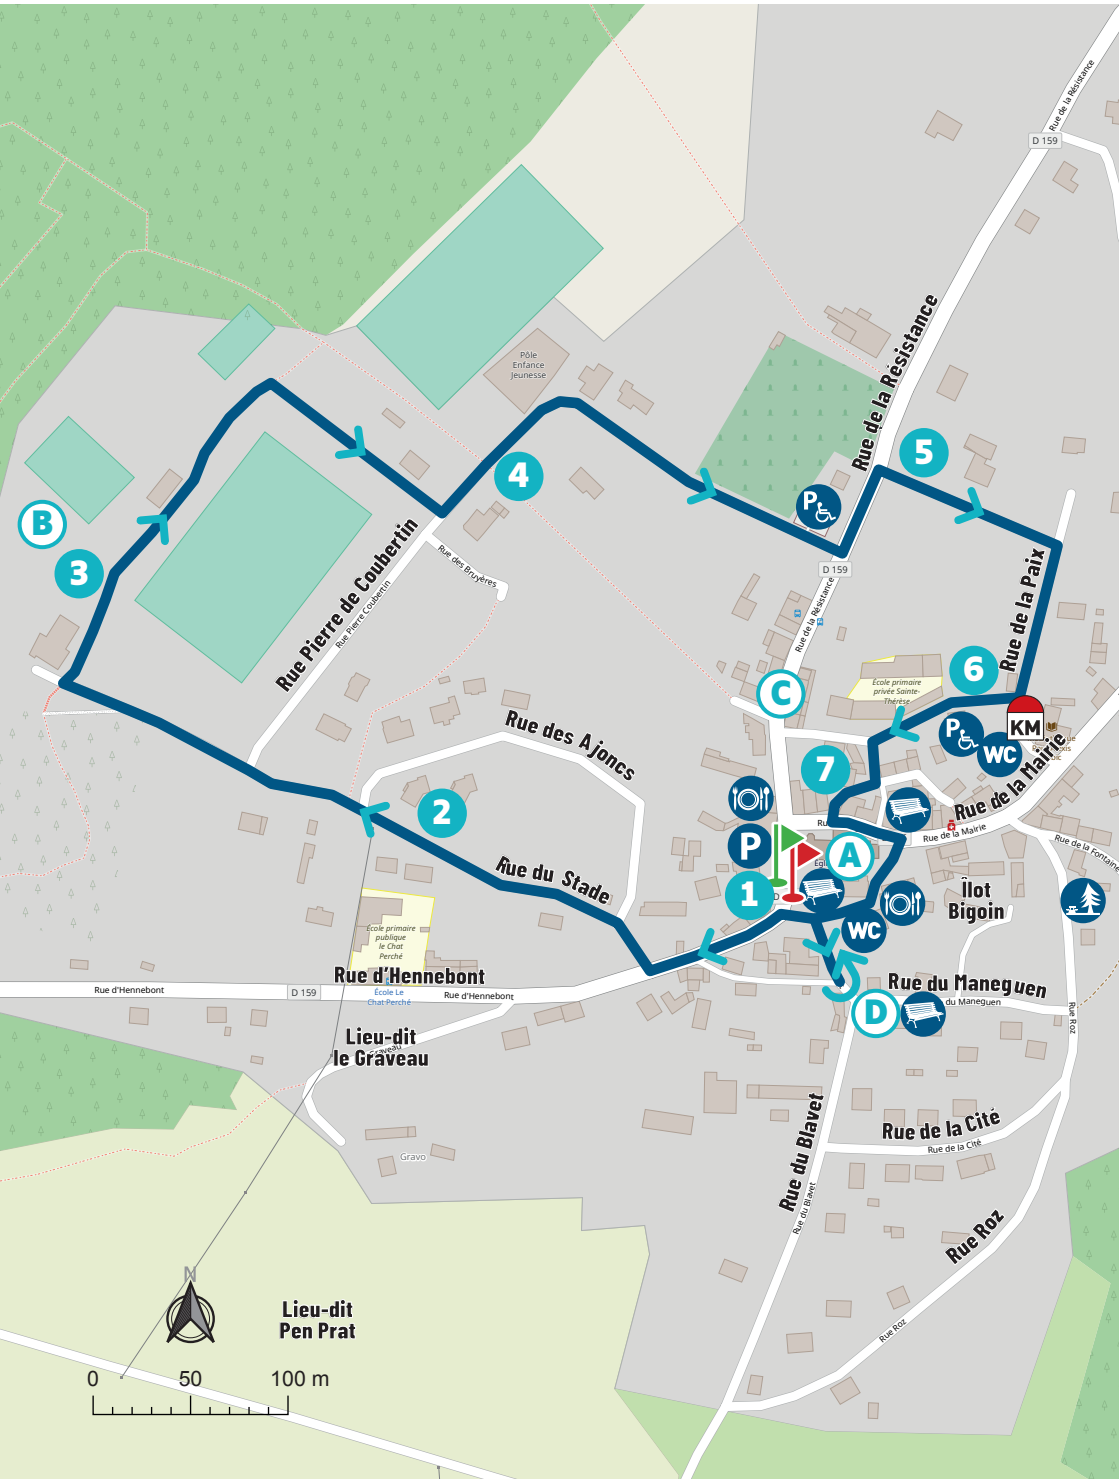 Rue de la Résistance
D 159
Rue de la Résistance
Pôle
Enfance
Jeunesse
5
4
P
B
3
Rue Pierre de Coubertin
Rue Pierre Coubertin
Rue des Bruyères
D 159
Rue de la Résistance
Rue de la Paix
École primaire
privée Sainte-
Thérèse
6
C
KM
P
WC
Rue des Ajoncs
7
Rue de la Mairie
Rue de la Mairie
2
P
A
Rue de la Fontaine
Rue du Stade
1
Îlot
Bigoin
WC
École primaire
publique
le Chat
Perché
Rue d'Hennebont
Rue d'Hennebont
D 159
École Le
Chat Perché
Rue d'Hennebont
Rue du Maneguen
du Maneguen
D
Rue Roz
Lieu-dit
le Graveau
Graveau
Rue du Blavet
Rue du Blavet
Rue de la Cité
Rue de la Cité
Gravo
Rue Roz
Rue Roz
N
Lieu-dit
Pen Prat
0 50 100 m